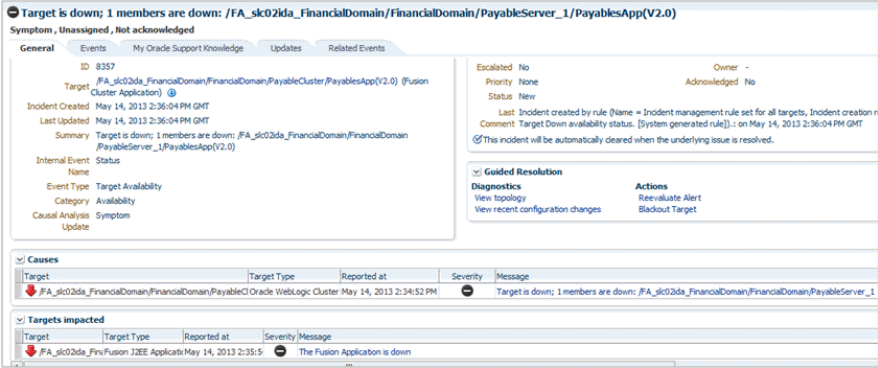 Target is down; 1 members are down: /FA_slc02ida_FinancialDomain/FinancialDomain/PayableServer_1/PayablesApp(V2.0)
Symptom , Unassigned , Not acknowledged
General Events My Oracle Support Knowledge Updates Related Events
ID 8357
Target /FA_slc02ida_FinancialDomain/FinancialDomain/PayableCluster/PayablesApp(V2.0) (Fusion
Cluster Application)
Incident Created May 14, 2013 2:36:04 PM GMT
Last Updated May 14, 2013 2:36:04 PM GMT
Summary Target is down; 1 members are down: /FA_slc02ida_FinancialDomain/FinancialDomain
/PayableServer_1/PayablesApp(V2.0)
Internal Event Status
Name
Event Type Target Availability
Category Availability
Causal Analysis Symptom
Update
Escalated No Owner -
Priority None Acknowledged No
Status New
Last Incident created by rule (Name = Incident management rule set for all targets, Incident creation r
Comment Target Down availability status. [System generated rule]).: on May 14, 2013 2:36:04 PM GMT
This incident will be automatically cleared when the underlying issue is resolved.
Guided Resolution
Diagnostics Actions
View topology Reevaluate Alert
View recent configuration changes Blackout Target
Causes
Target Target Type Reported at Severity Message
/FA_slc02ida_FinancialDomain/FinancialDomain/PayableCl Oracle WebLogic Cluster May 14, 2013 2:34:52 PM Target is down; 1 members are down: /FA_slc02ida_FinancialDomain/FinancialDomain/PayableServer_1
Targets impacted
Target Target Type Reported at Severity Message
/FA_slc02ida_Fin Fusion J2EE Applicatic May 14, 2013 2:35:5 The Fusion Application is down